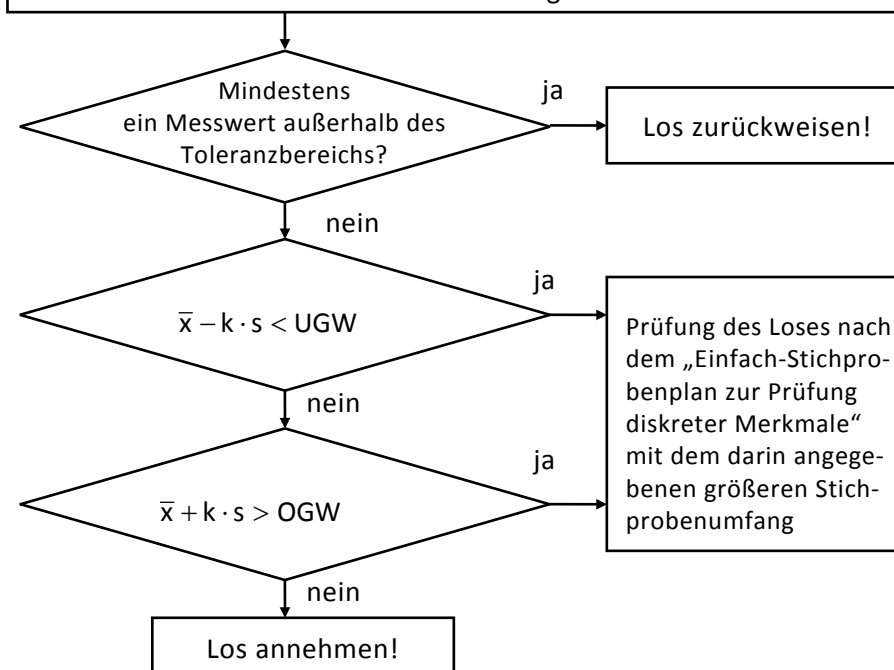 Mindestens
ein Messwert außerhalb des
Toleranzbereichs?
ja
Los zurückweisen!
nein
x̅ – k · s < UGW
ja
Prüfung des Loses nach
dem „Einfach-Stichpro-
benplan zur Prüfung
diskreter Merkmale“
mit dem darin angege-
benen größeren Stich-
probenumfang
nein
x̅ + k · s > OGW
ja
nein
Los annehmen!